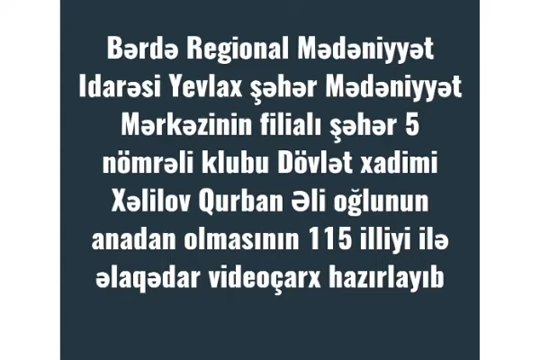 Bərdə Regional Mədəniyyət
Idarəsi Yevlax şəhər Mədəniyyət
Mərkəzinin filialı şəhər 5
nömrəli klubu Dövlət xadimi
Xəlilov Qurban Əli oğlunun
anadan olmasının 115 illiyi ilə
əlaqədar videoçarx hazırlayıb